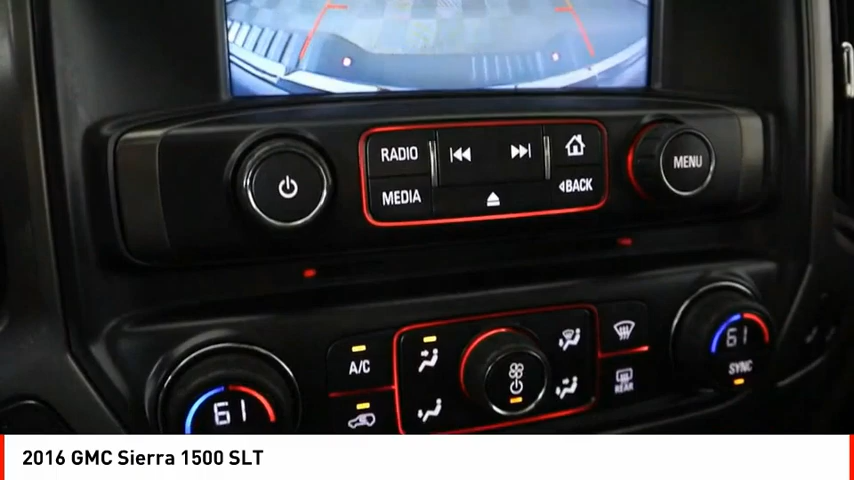 RADIO
MEDIA
BACK
MENU
A/C
REAR
61
61
SYNC
2016 GMC Sierra 1500 SLT